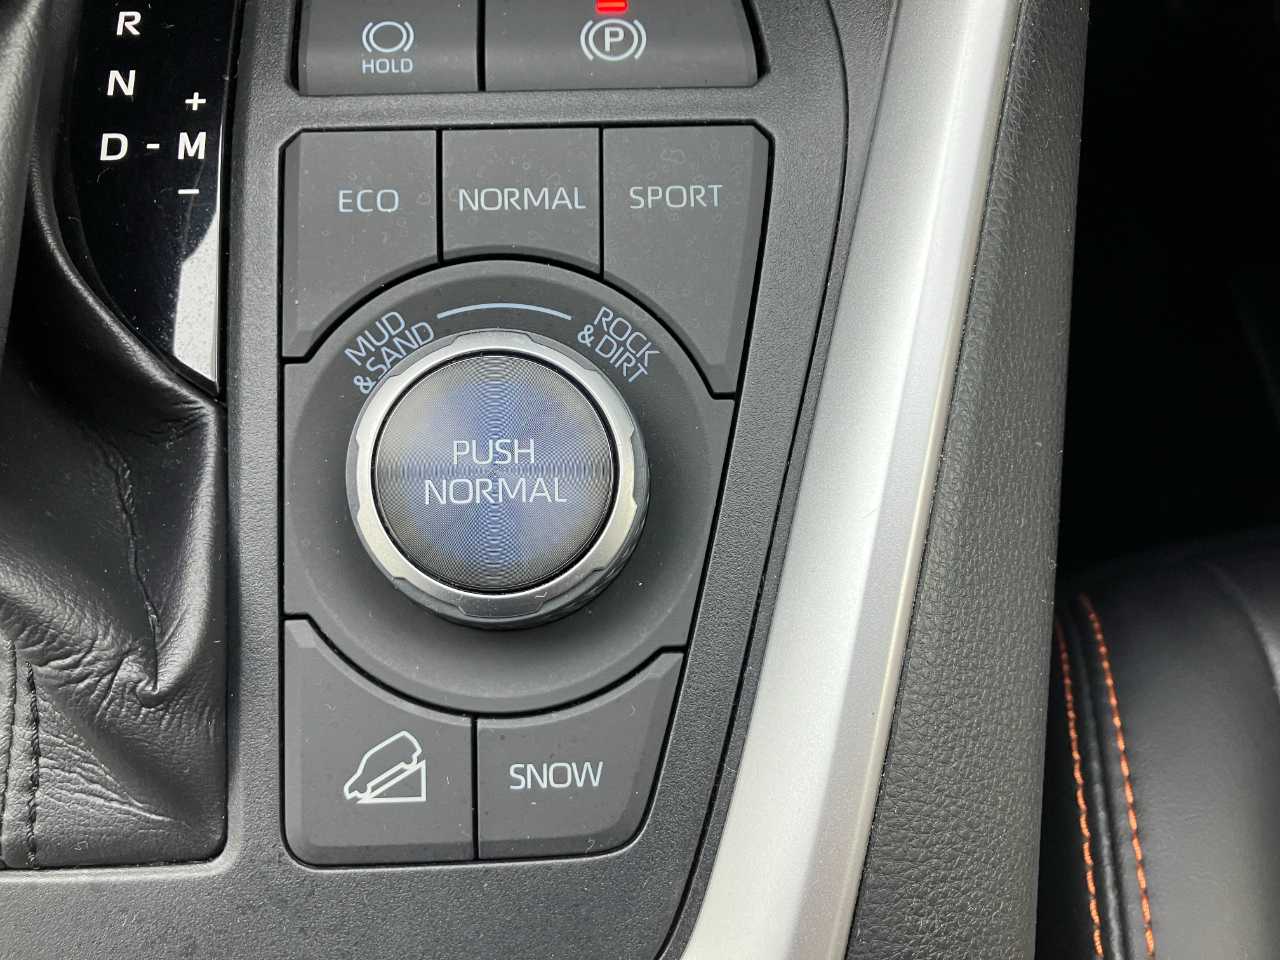 R
N
+
D - M
-
HOLD
P
ECO
NORMAL
SPORT
MUD
& SAND
ROCK
& DIRT
PUSH
NORMAL
SNOW